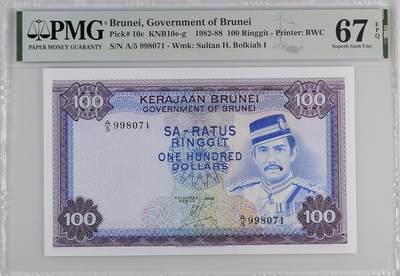 PMG
PAPER MONEY GUARANTY
Brunei, Government of Brunei
Pick# 10c KNB10e-g 1982-88 100 Ringgit - Printer: BWC
S/N A/5 998071 - Wmk: Sultan H. Bolkiah I
67 EPQ
Superb Gem Unc
100
100
KERAJAAN BRUNEI
GOVERNMENT OF BRUNEI
A/5 998071
SA-RATUS
RINGGIT
ONE HUNDRED
DOLLARS
A/5 998071
100
100